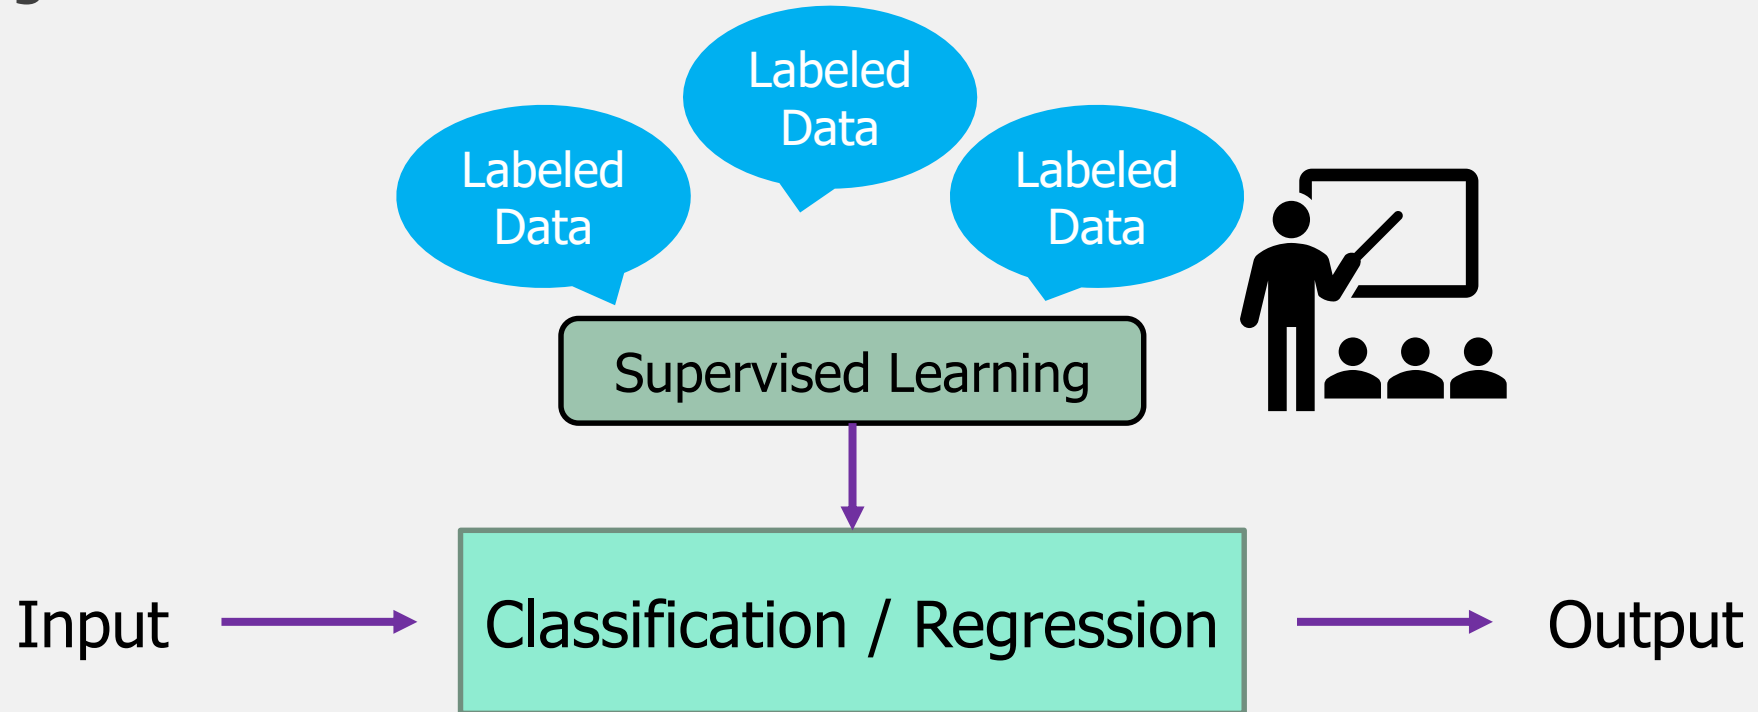 Labeled
Data
Labeled
Data
Labeled
Data
Supervised Learning
Input
Classification / Regression
Output